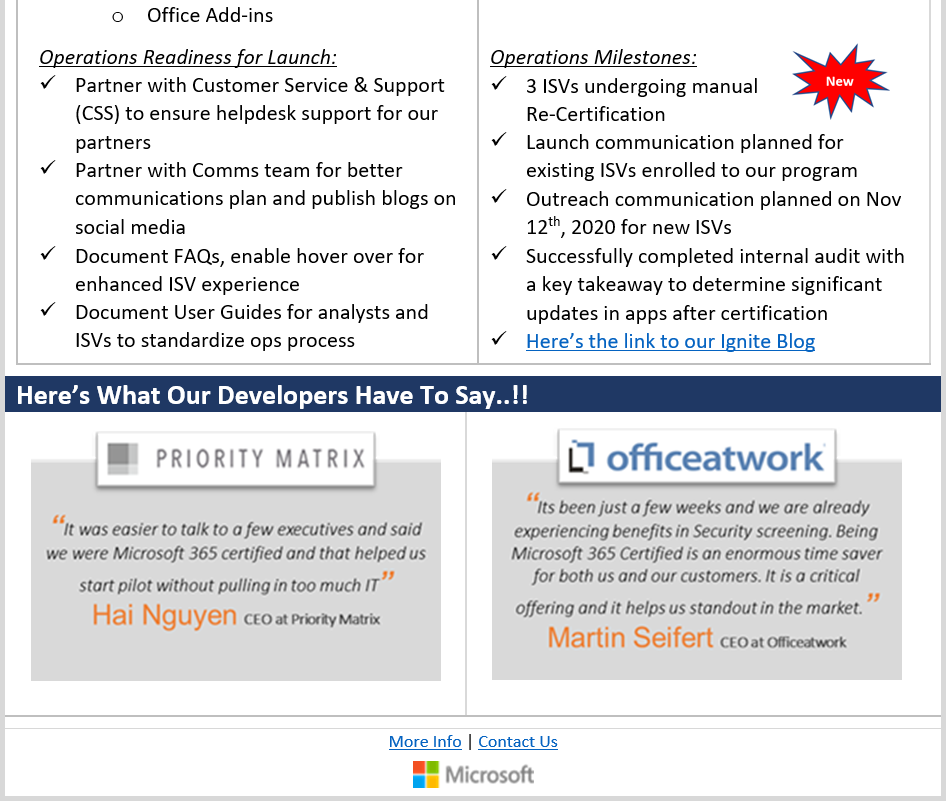 o Office Add-ins
Operations Readiness for Launch:
✓ Partner with Customer Service & Support
(CSS) to ensure helpdesk support for our
partners
✓ Partner with Comms team for better
communications plan and publish blogs on
social media
✓ Document FAQs, enable hover over for
enhanced ISV experience
✓ Document User Guides for analysts and
ISVs to standardize ops process
Operations Milestones:
New
✓ 3 ISVs undergoing manual
Re-Certification
✓ Launch communication planned for
existing ISVs enrolled to our program
✓ Outreach communication planned on Nov
12th, 2020 for new ISVs
✓ Successfully completed internal audit with
a key takeaway to determine significant
updates in apps after certification
✓ Here’s the link to our Ignite Blog
Here’s What Our Developers Have To Say..!!
PRIORITY MATRIX
“It was easier to talk to a few executives and said
we were Microsoft 365 certified and that helped us
start pilot without pulling in too much IT”
Hai Nguyen CEO at Priority Matrix
officeatwork
“Its been just a few weeks and we are already
experiencing benefits in Security screening. Being
Microsoft 365 Certified is an enormous time saver
for both us and our customers. It is a critical
offering and it helps us standout in the market.”
Martin Seifert CEO at Officeatwork
More Info | Contact Us
Microsoft